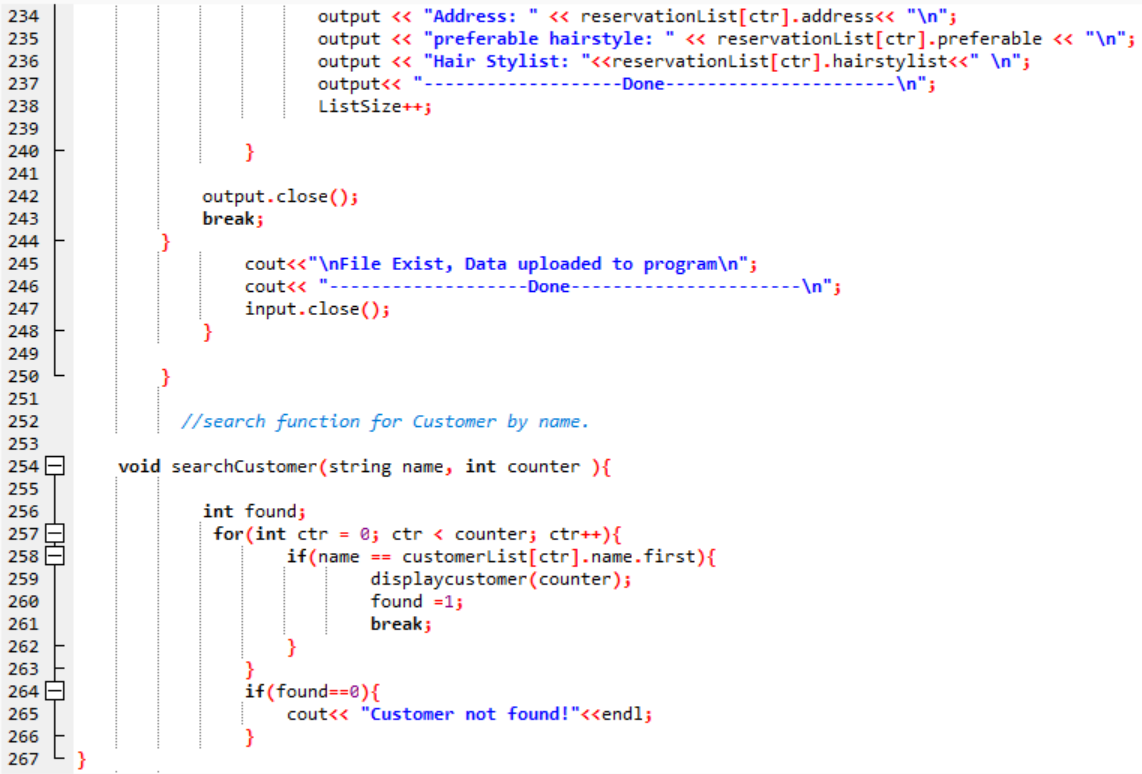 234 output << "Address: " << reservationList[ctr].address<< "\n";
235 output << "preferable hairstyle: " << reservationList[ctr].preferable << "\n";
236 output << "Hair Stylist: "<<reservationList[ctr].hairstylist<<" \n";
237 output<< "-------------------Done----------------------\n";
238 ListSize++;
239
240 }
241
242 output.close();
243 break;
244 }
245 cout<<"\nFile Exist, Data uploaded to program\n";
246 cout<< "-------------------Done----------------------\n";
247 input.close();
248 }
249
250 }
251
252 //search function for Customer by name.
253
254 void searchCustomer(string name, int counter ){
255
256 int found;
257 for(int ctr = 0; ctr < counter; ctr++){
258 if(name == customerList[ctr].name.first){
259 displaycustomer(counter);
260 found =1;
261 break;
262 }
263 }
264 if(found==0){
265 cout<< "Customer not found!"<<endl;
266 }
267 }